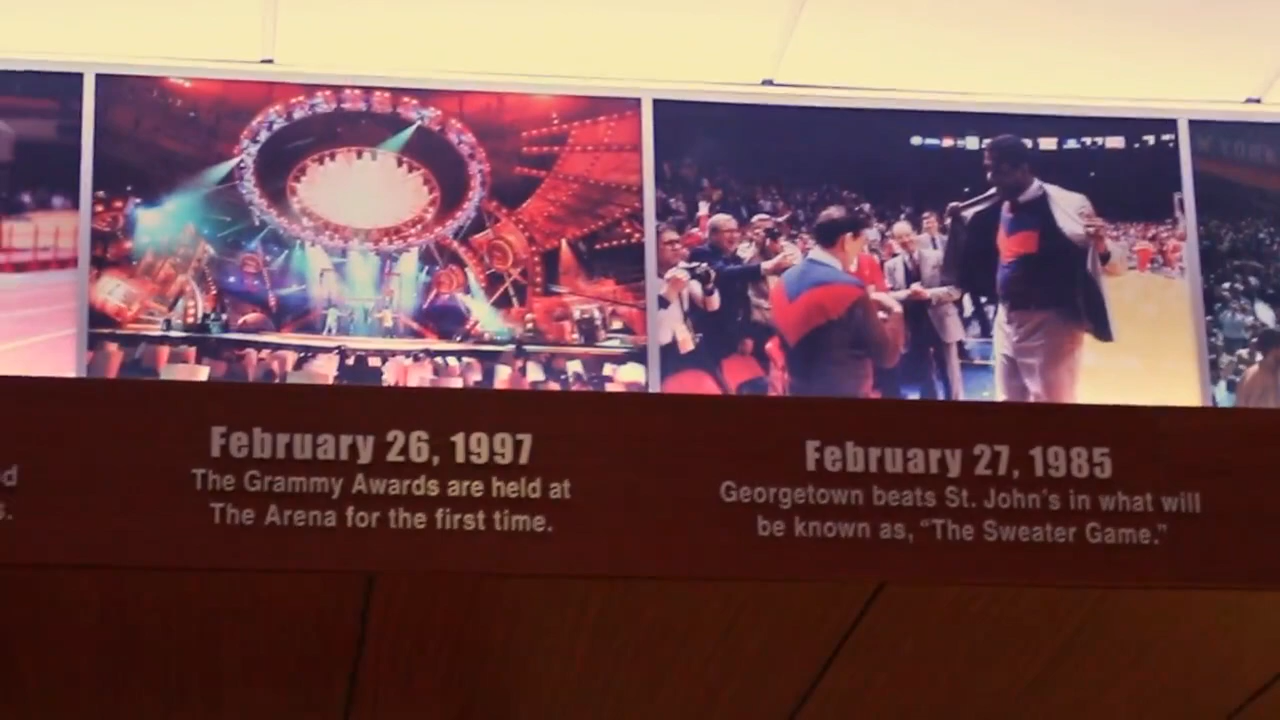 February 26, 1997
The Grammy Awards are held at
The Arena for the first time.
February 27, 1985
Georgetown beats St. John's in what will
be known as, “The Sweater Game.”